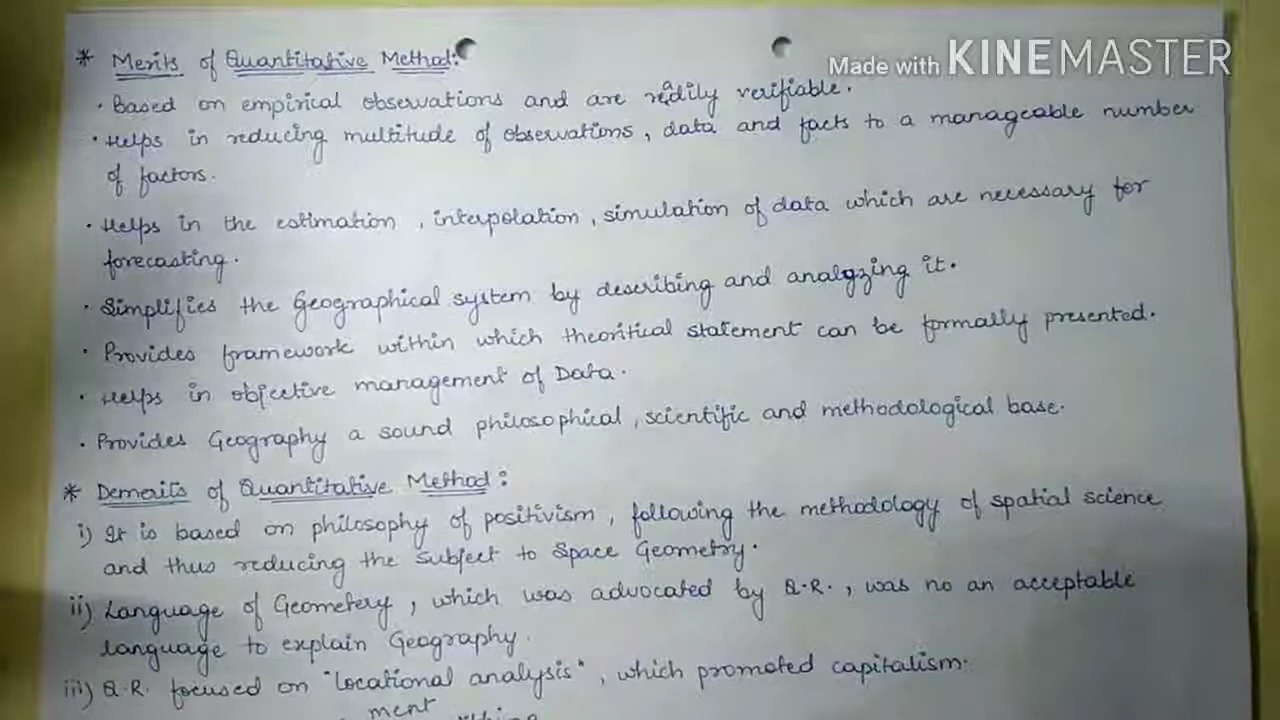 Made with KINEMASTER
* Merits of Quantitative Method:
· Based on empirical observations and are readily verifiable.
· Helps in reducing multitude of observations, data and facts to a manageable number
of factors.
· Helps in the estimation, interpolation, simulation of data which are necessary for
forecasting.
· Simplifies the Geographical system by describing and analyzing it.
· Provides framework within which theoritical statement can be formally presented.
· Helps in objective management of Data.
· Provides Geography a sound philosophical, scientific and methodological base.
* Demerits of Quantitative Method:
i) It is based on philosophy of positivism, following the methodology of spatial science
and thus reducing the subject to Space Geometry.
ii) Language of Geometery, which was advocated by Q.R., was no an acceptable
language to explain Geography.
iii) Q.R. focused on "locational analysis", which promoted capitalism.
ment